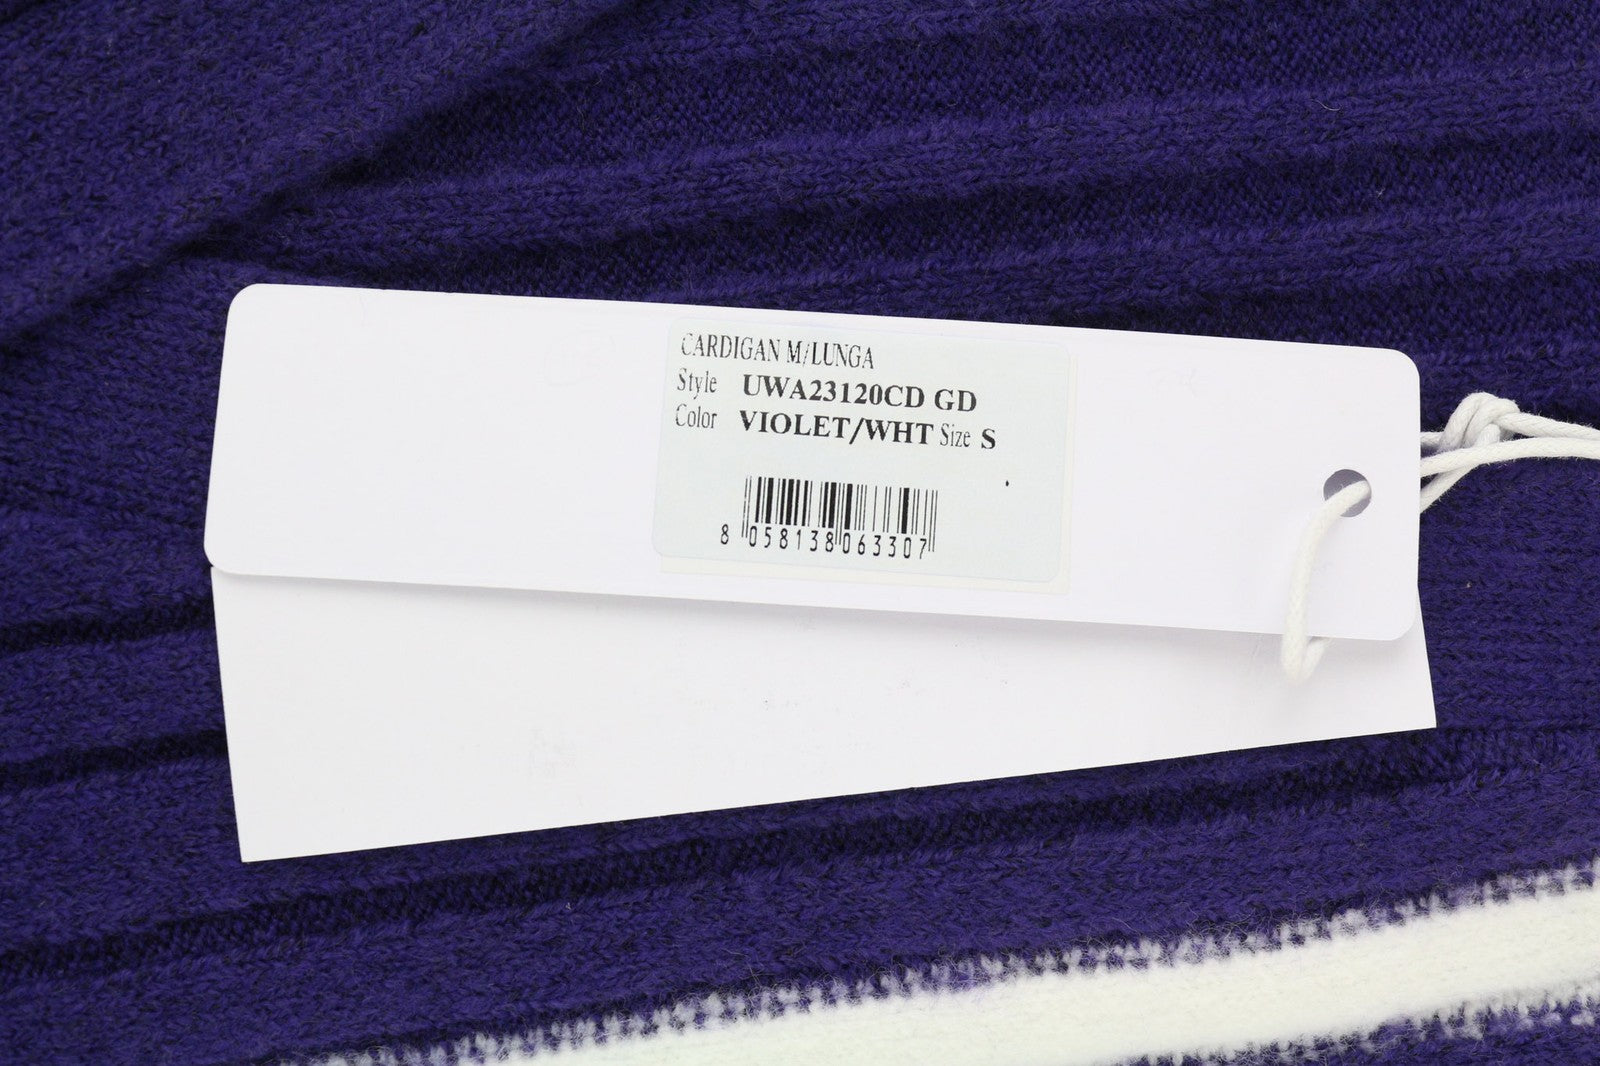 CARDIGAN M/LUNGA
Style UWA23120CD GD
Color VIOLET/WHT Size S
8 058138 063307